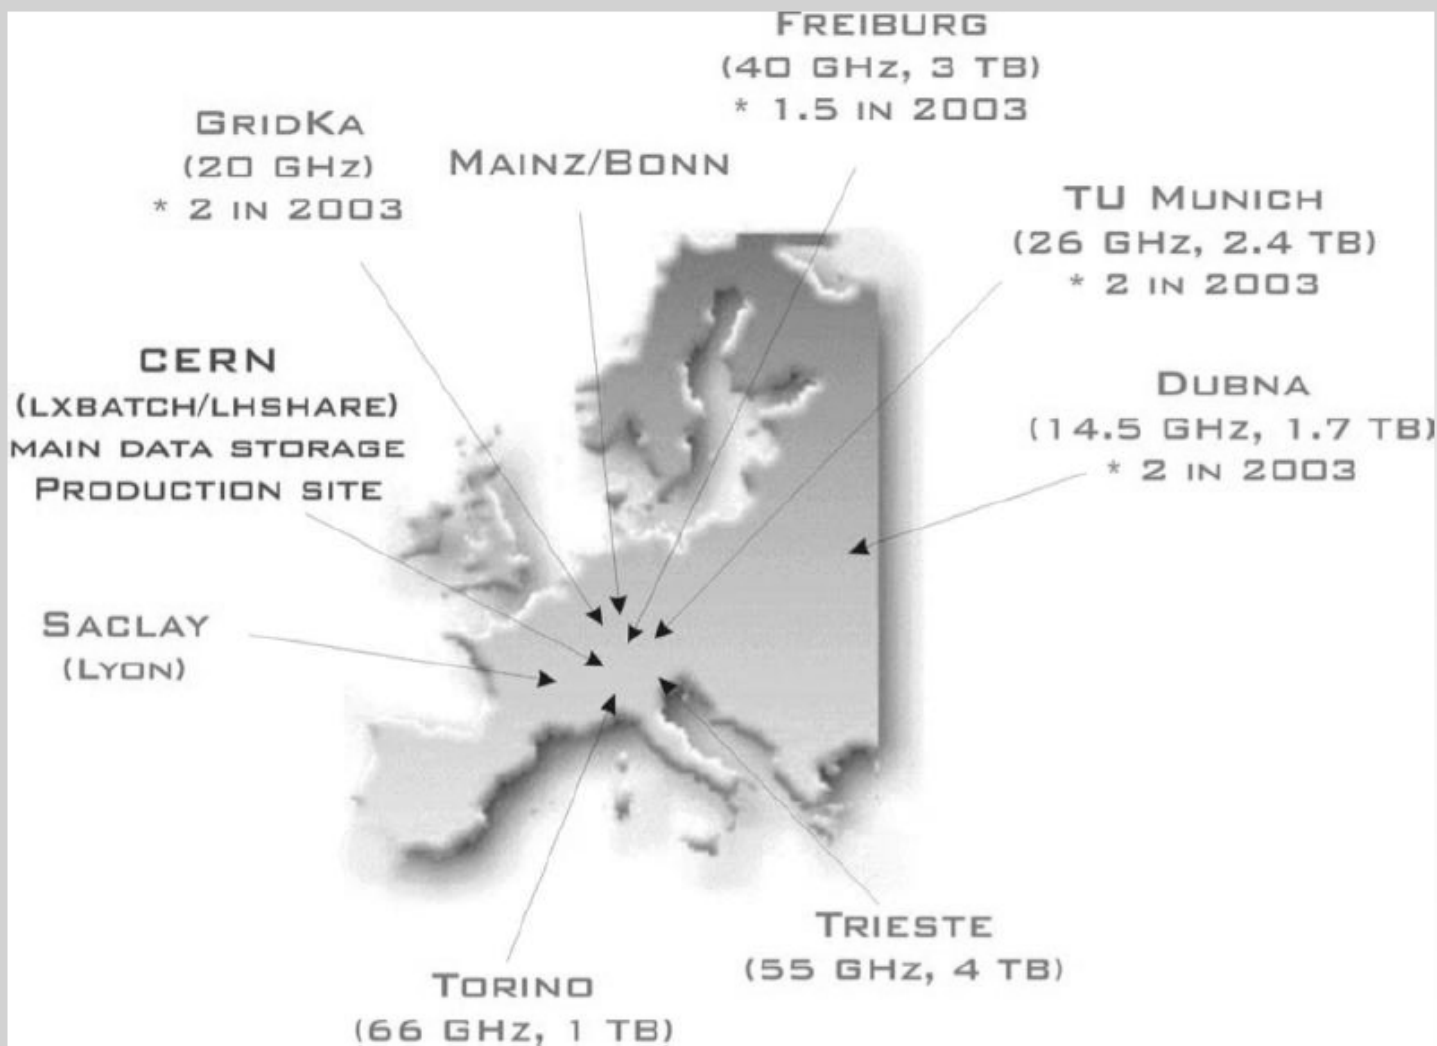 FREIBURG
(40 GHZ, 3 TB)
* 1.5 IN 2003
GRIDKA
(20 GHZ)
* 2 IN 2003
MAINZ/BONN
TU MUNICH
(26 GHZ, 2.4 TB)
* 2 IN 2003
CERN
(LXBATCH/LHSHARE)
MAIN DATA STORAGE
PRODUCTION SITE
DUBNA
(14.5 GHZ, 1.7 TB)
* 2 IN 2003
SACLAY
(LYON)
TRIESTE
(55 GHZ, 4 TB)
TORINO
(66 GHZ, 1 TB)